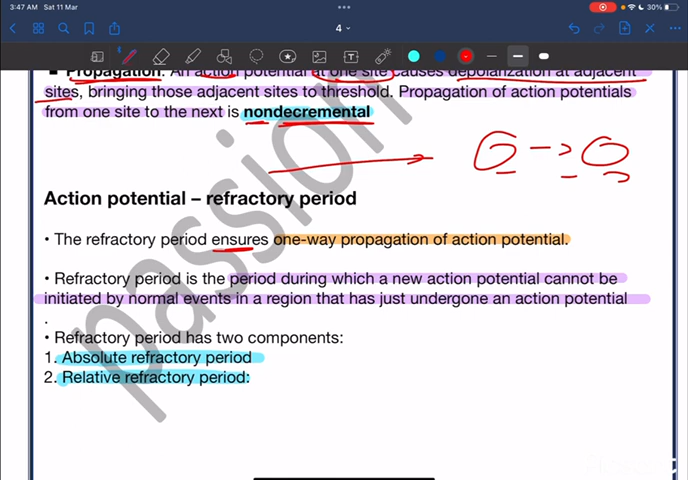 3:47 AM Sat 11 Mar
30%
4
Propagation: An action potential at one site causes depolarization at adjacent
sites, bringing those adjacent sites to threshold. Propagation of action potentials
from one site to the next is nondecremental
Action potential – refractory period
• The refractory period ensures one-way propagation of action potential.
• Refractory period is the period during which a new action potential cannot be
initiated by normal events in a region that has just undergone an action potential
.
• Refractory period has two components:
1. Absolute refractory period
2. Relative refractory period:
passion